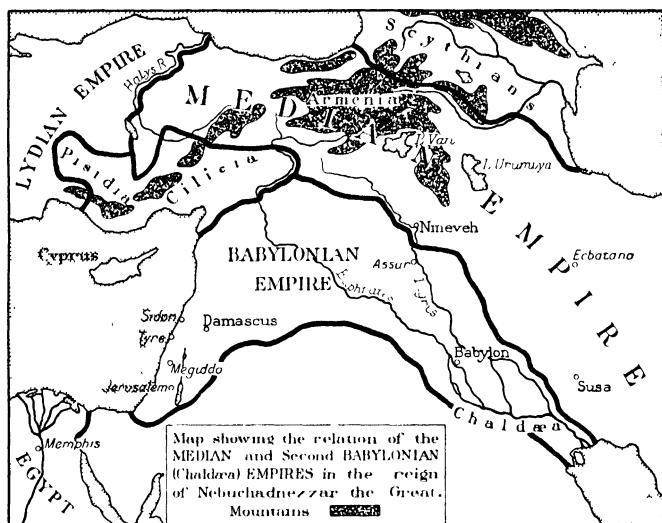 Scythians
LYDIAN EMPIRE
Halys R.
MEDIAN EMPIRE
Armenia
L. Van
L. Urumiya
Pisidia
Cilicia
Nineveh
Cyprus
BABYLONIAN
EMPIRE
Assur
Ecbatana
Tigris
Euphrates
Sidon
Tyre
Damascus
Megiddo
Babylon
Jerusalem
Susa
Chaldæa
Memphis
EGYPT
Map showing the relation of the
MEDIAN and Second BABYLONIAN
(Chaldæa) EMPIRES in the reign
of Nebuchadnezzar the Great.
Mountains